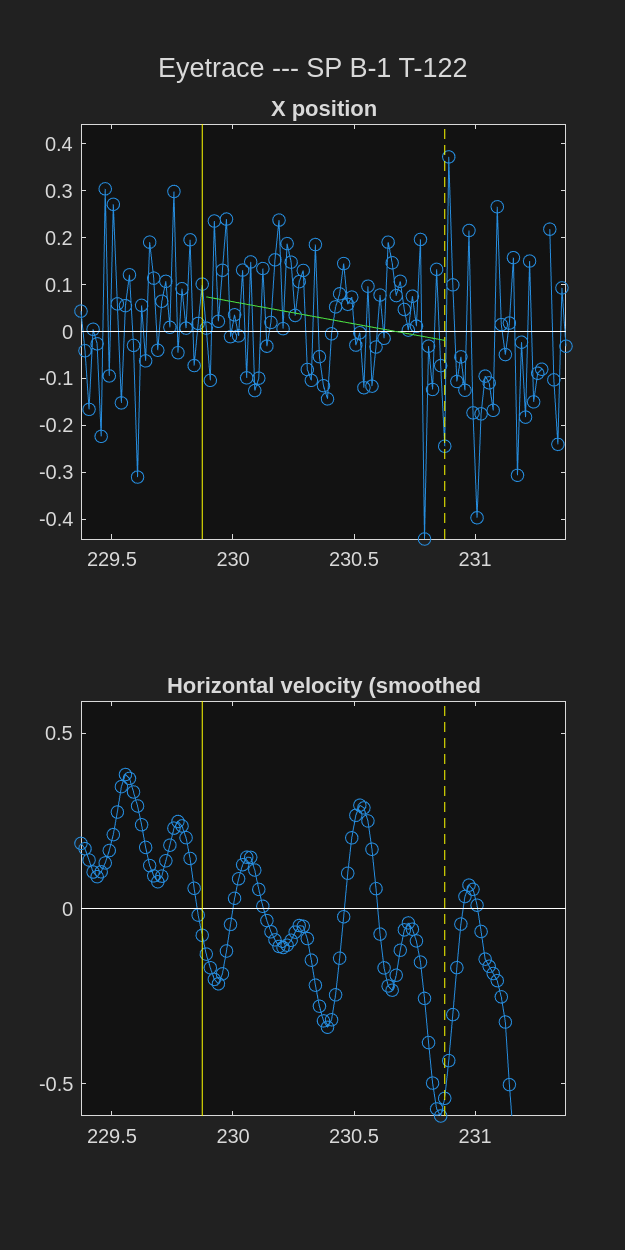 Eyetrace --- SP B-1 T-122
X position
0.4
0.3
0.2
0.1
0
-0.1
-0.2
-0.3
-0.4
229.5 230 230.5 231
Horizontal velocity (smoothed
0.5
0
-0.5
229.5 230 230.5 231